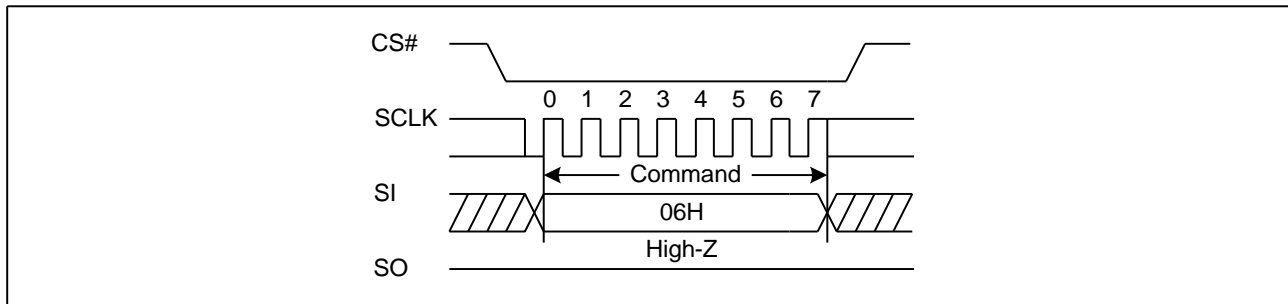 CS#
0 1 2 3 4 5 6 7
SCLK
Command
SI
06H
High-Z
SO